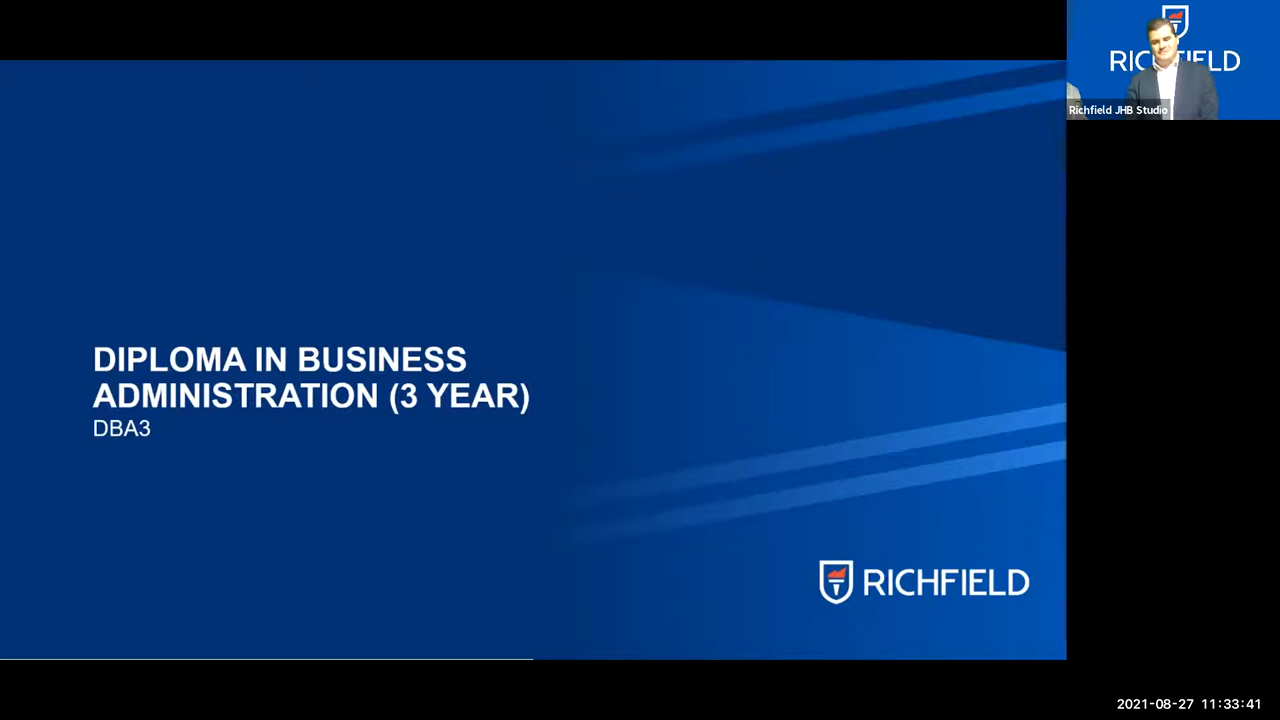 RICHFIELD
Richfield JHB Studio
DIPLOMA IN BUSINESS
ADMINISTRATION (3 YEAR)
DBA3
RICHFIELD
2021-08-27 11:33:41